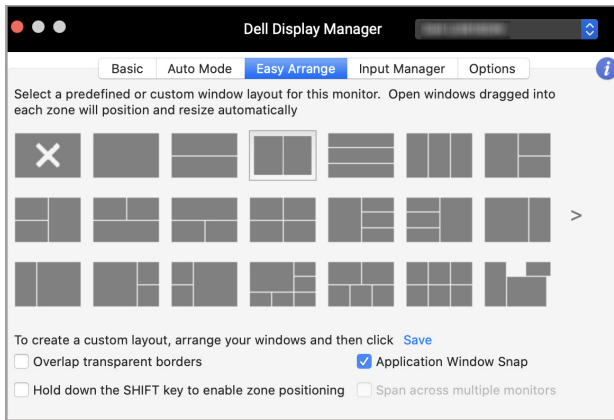 Dell Display Manager
Basic
Auto Mode
Easy Arrange
Input Manager
Options
i
Select a predefined or custom window layout for this monitor. Open windows dragged into
each zone will position and resize automatically
>
To create a custom layout, arrange your windows and then click Save
Overlap transparent borders
Application Window Snap
Hold down the SHIFT key to enable zone positioning
Span across multiple monitors